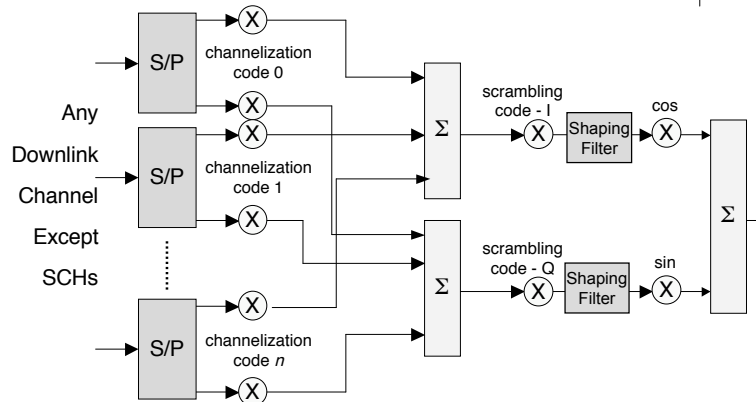 S/P
X
channelization
code 0
X
Any
Downlink
Channel
Except
SCHs
S/P
X
channelization
code 1
X
S/P
X
channelization
code n
X
Σ
Σ
scrambling
code - I
X
Shaping
Filter
cos
X
scrambling
code - Q
X
Shaping
Filter
sin
X
Σ